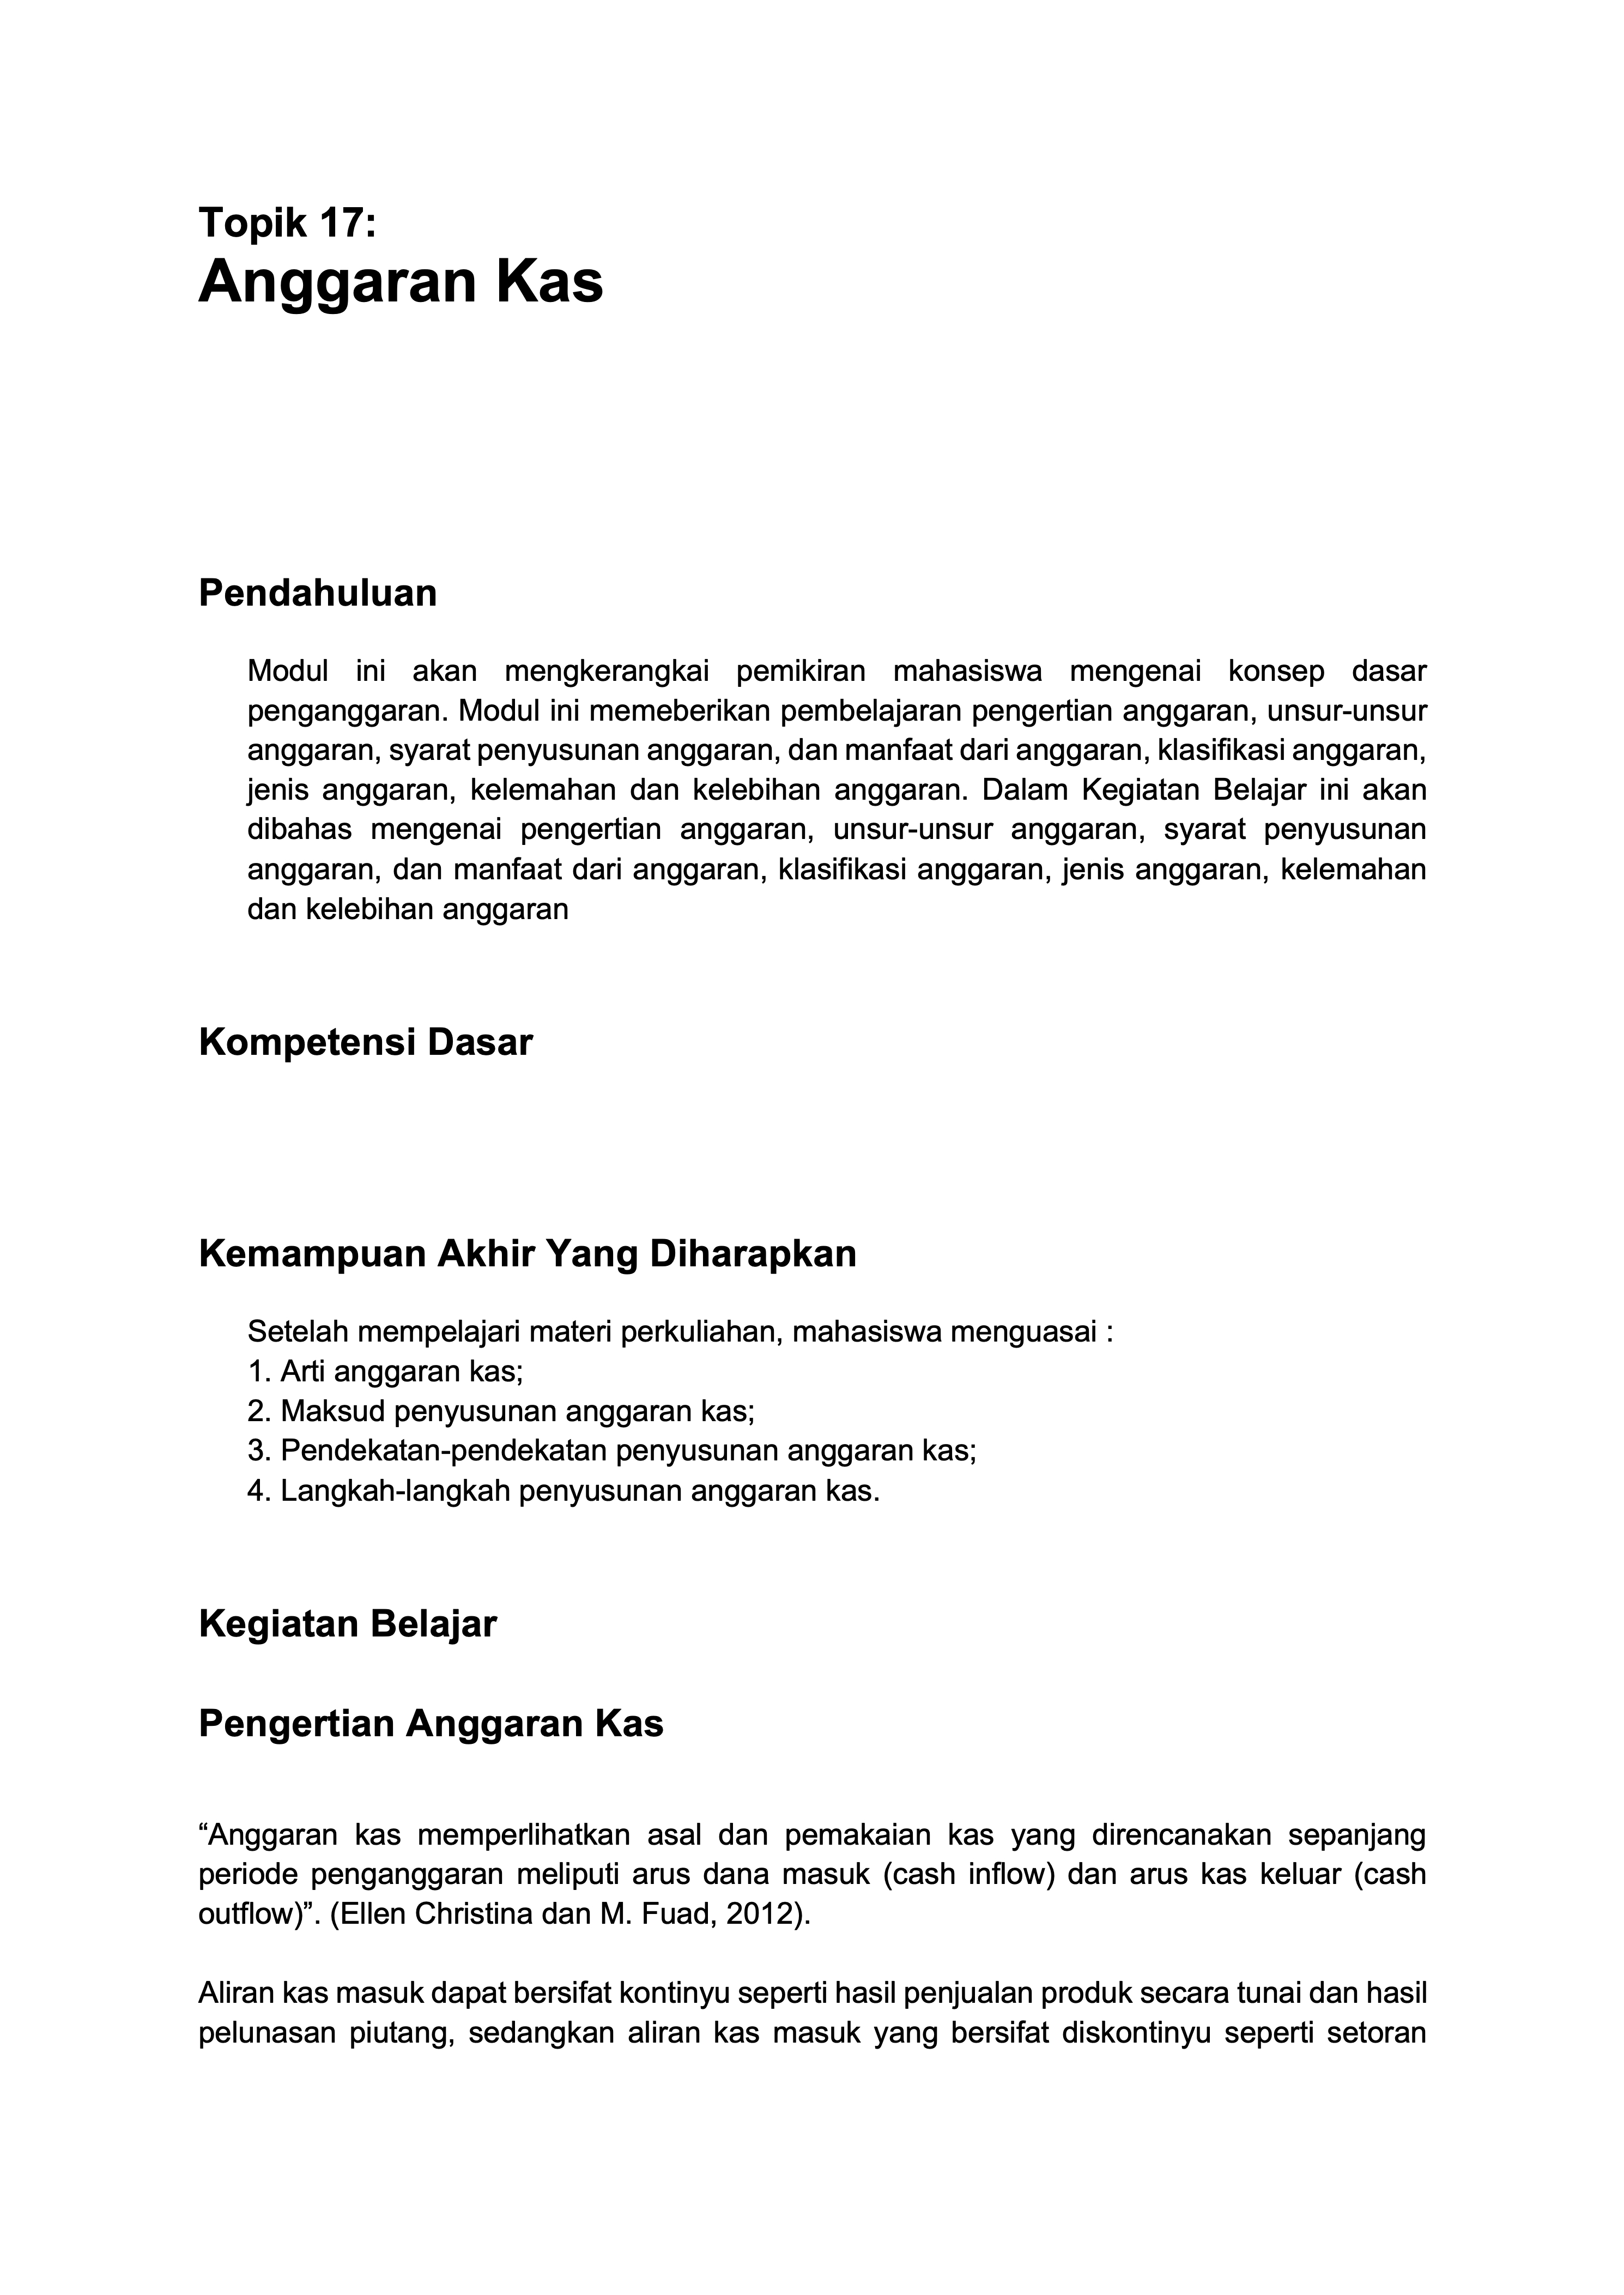 Topik 17:
Anggaran Kas
Pendahuluan
Modul ini akan mengkerangkai pemikiran mahasiswa mengenai konsep dasar
penganggaran. Modul ini memeberikan pembelajaran pengertian anggaran, unsur-unsur
anggaran, syarat penyusunan anggaran, dan manfaat dari anggaran, klasifikasi anggaran,
jenis anggaran, kelemahan dan kelebihan anggaran. Dalam Kegiatan Belajar ini akan
dibahas mengenai pengertian anggaran, unsur-unsur anggaran, syarat penyusunan
anggaran, dan manfaat dari anggaran, klasifikasi anggaran, jenis anggaran, kelemahan
dan kelebihan anggaran
Kompetensi Dasar
Kemampuan Akhir Yang Diharapkan
Setelah mempelajari materi perkuliahan, mahasiswa menguasai :
1. Arti anggaran kas;
2. Maksud penyusunan anggaran kas;
3. Pendekatan-pendekatan penyusunan anggaran kas;
4. Langkah-langkah penyusunan anggaran kas.
Kegiatan Belajar
Pengertian Anggaran Kas
“Anggaran kas memperlihatkan asal dan pemakaian kas yang direncanakan sepanjang
periode penganggaran meliputi arus dana masuk (cash inflow) dan arus kas keluar (cash
outflow)”. (Ellen Christina dan M. Fuad, 2012).
Aliran kas masuk dapat bersifat kontinyu seperti hasil penjualan produk secara tunai dan hasil
pelunasan piutang, sedangkan aliran kas masuk yang bersifat diskontinyu seperti setoran